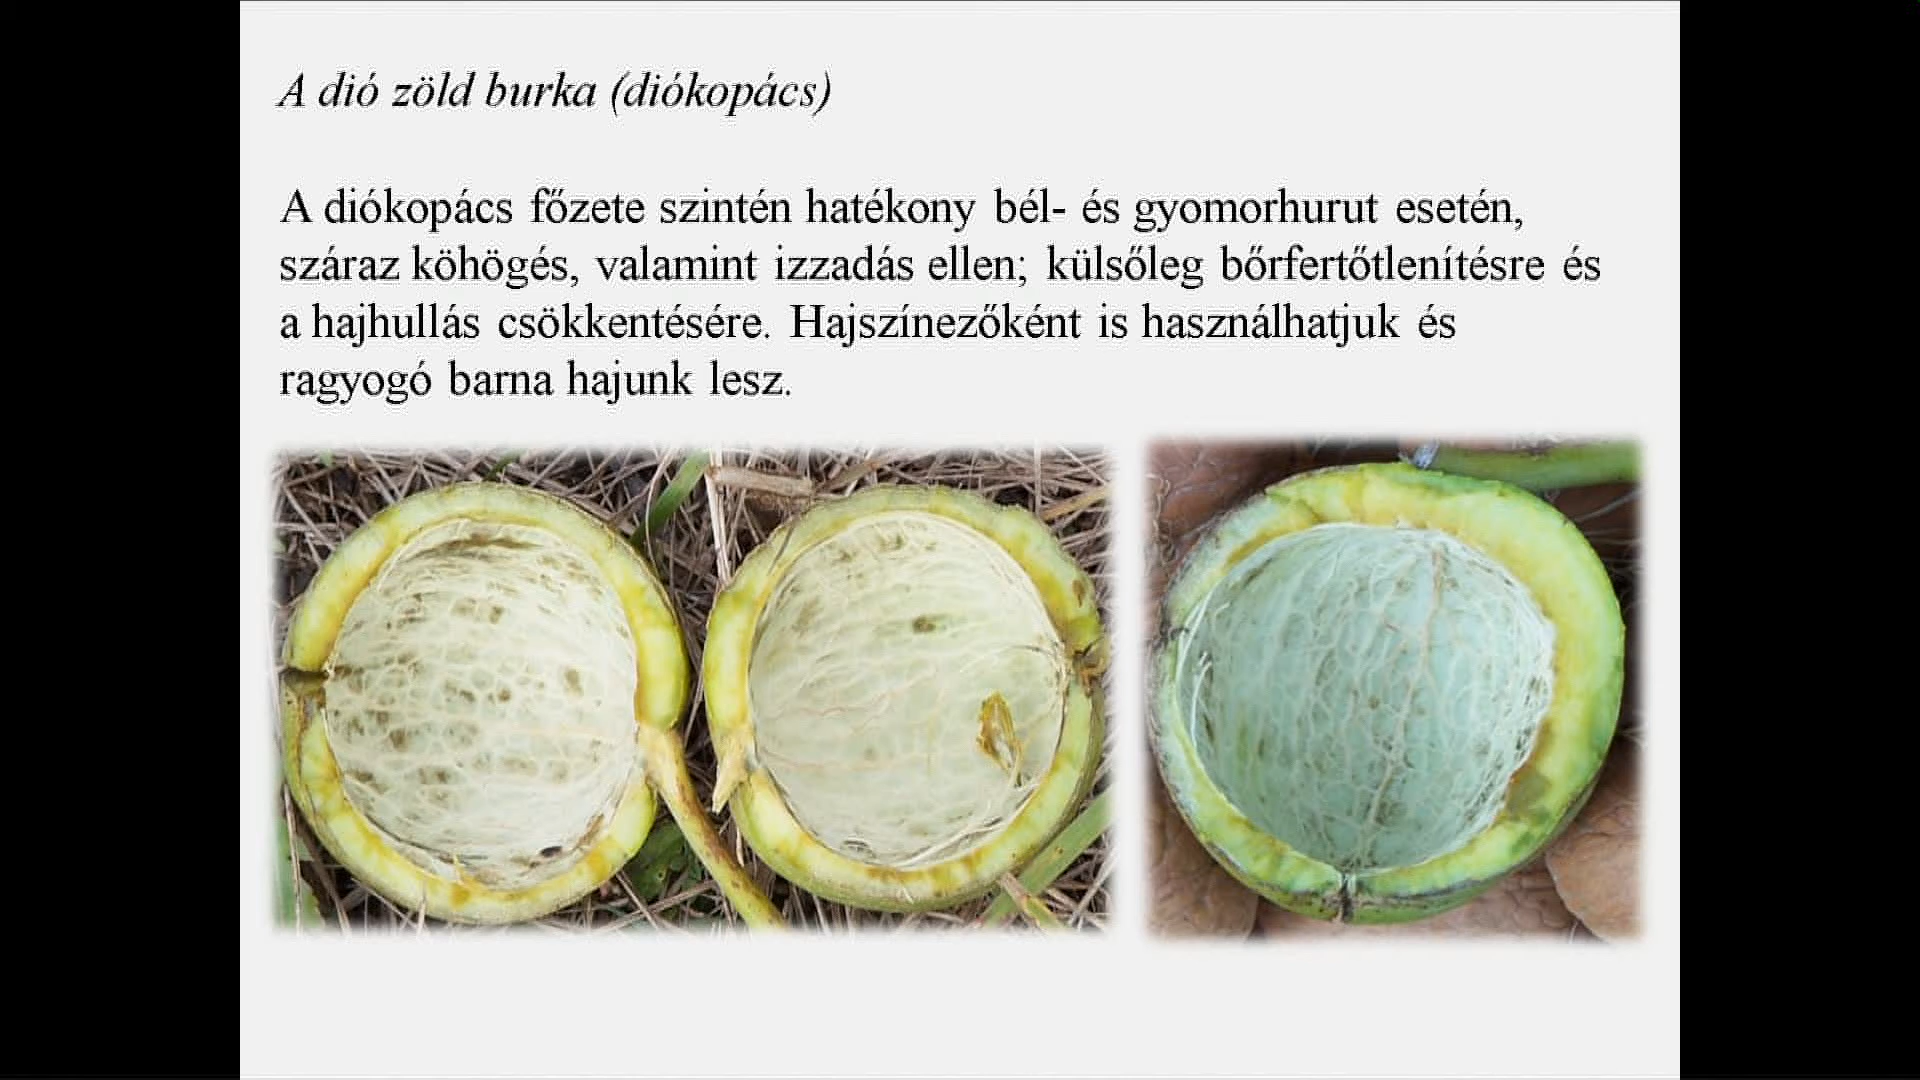 A dió zöld burka (diókopács)
A diókopács főzete szintén hatékony bél- és gyomorhurut esetén,
száraz köhögés, valamint izzadás ellen; külsőleg bőrfertőtlenítésre és
a hajhullás csökkentésére. Hajszínezőként is használhatjuk és
ragyogó barna hajunk lesz.